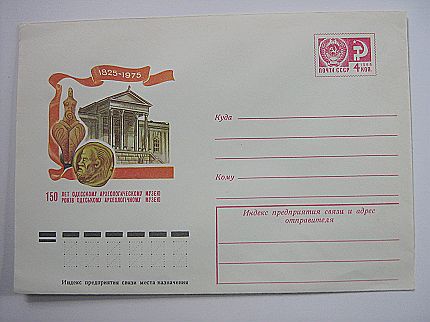 1825-1975
ПОЧТА СССР
4 КОП.
Куда
Кому
150 ЛЕТ ОДЕССКОМУ АРХЕОЛОГИЧЕСКОМУ МУЗЕЮ
РОКІВ ОДЕСЬКОМУ АРХЕОЛОГІЧНОМУ МУЗЕЮ
Индекс предприятия связи и адрес
отправителя
Индекс предприятия связи места назначения